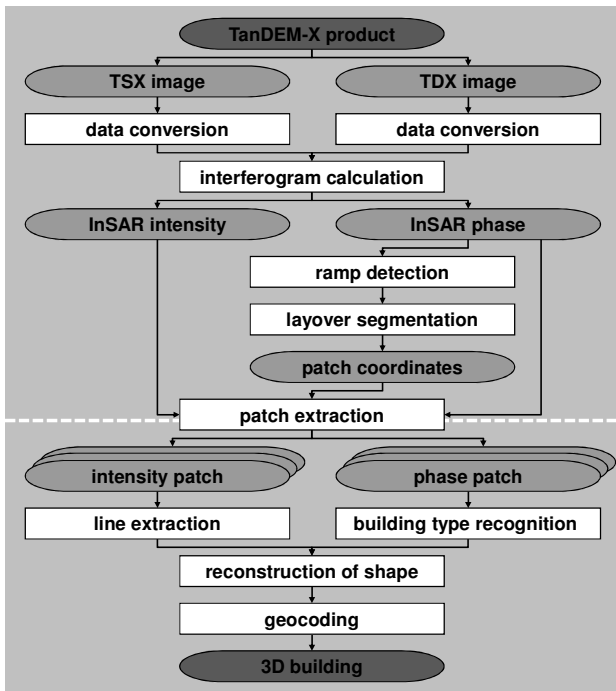 TanDEM-X product
TSX image
TDX image
data conversion
data conversion
interferogram calculation
InSAR intensity
InSAR phase
ramp detection
layover segmentation
patch coordinates
patch extraction
intensity patch
phase patch
line extraction
building type recognition
reconstruction of shape
geocoding
3D building